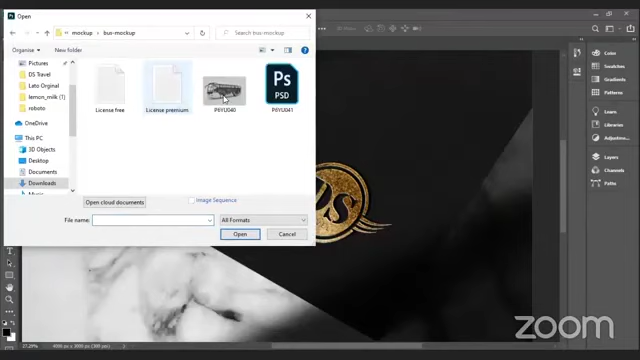 Open
mockup > bus-mockup
Search bus-mockup
Organise
New folder
Pictures
DS Travel
Lato Orginal
lemon_milk (1)
roboto
OneDrive
This PC
3D Objects
Desktop
Documents
Downloads
License free
License premium
P6YU040
Ps
PSD
P6YU041
Open cloud documents
Image Sequence
File name:
All Formats
Open
Cancel
Color
Swatches
Gradients
Patterns
Learn
Libraries
Adjustme...
Layers
Channels
Paths
zoom